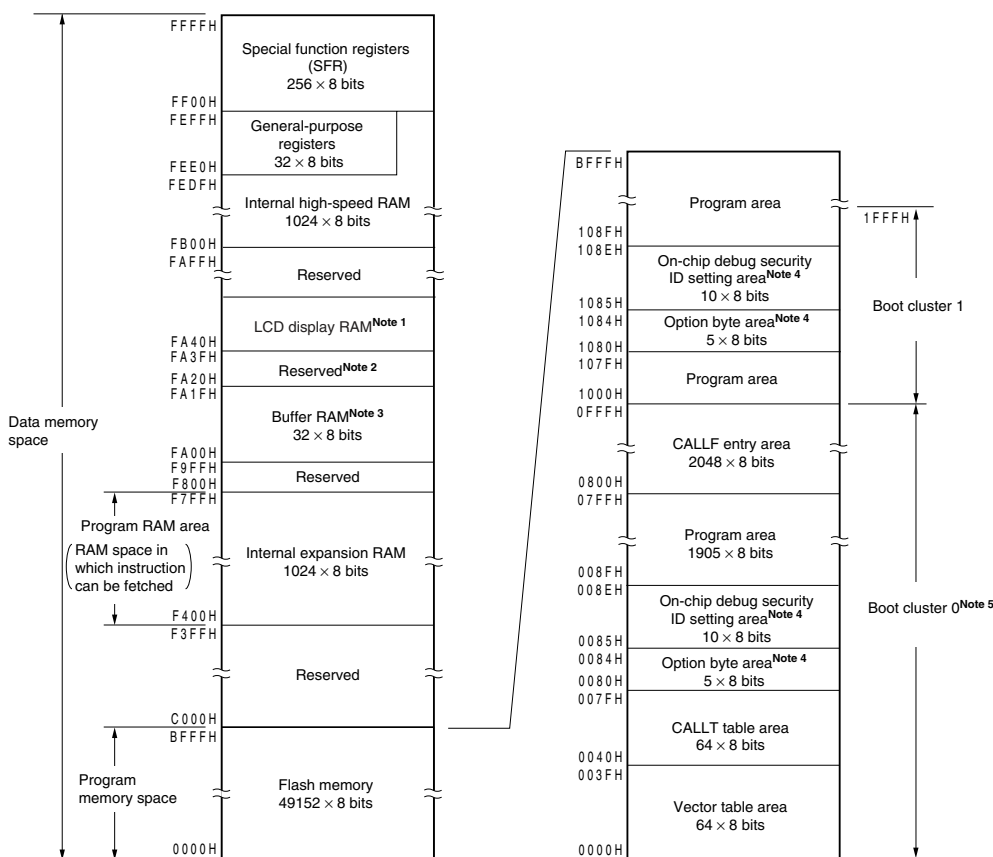 FFFFH
Special function registers
(SFR)
256 × 8 bits
FF00H
FEFFH
General-purpose
registers
32 × 8 bits
FEE0H
FEDFH
Internal high-speed RAM
1024 × 8 bits
FB00H
FAFFH
Reserved
LCD display RAMNote 1
FA40H
FA3FH
ReservedNote 2
FA20H
FA1FH
Buffer RAMNote 3
32 × 8 bits
Data memory
space
FA00H
F9FFH
Reserved
F800H
F7FFH
Program RAM area
RAM space in
which instruction
can be fetched
Internal expansion RAM
1024 × 8 bits
F400H
F3FFH
Reserved
C000H
BFFFH
Program
memory space
Flash memory
49152 × 8 bits
0000H
BFFFH
Program area
1FFFH
108FH
108EH
On-chip debug security
ID setting areaNote 4
10 × 8 bits
Boot cluster 1
1085H
1084H
Option byte areaNote 4
5 × 8 bits
1080H
107FH
Program area
1000H
0FFFH
CALLF entry area
2048 × 8 bits
0800H
07FFH
Program area
1905 × 8 bits
008FH
008EH
On-chip debug security
ID setting areaNote 4
10 × 8 bits
Boot cluster 0Note 5
0085H
0084H
Option byte areaNote 4
5 × 8 bits
0080H
007FH
CALLT table area
64 × 8 bits
0040H
003FH
Vector table area
64 × 8 bits
0000H